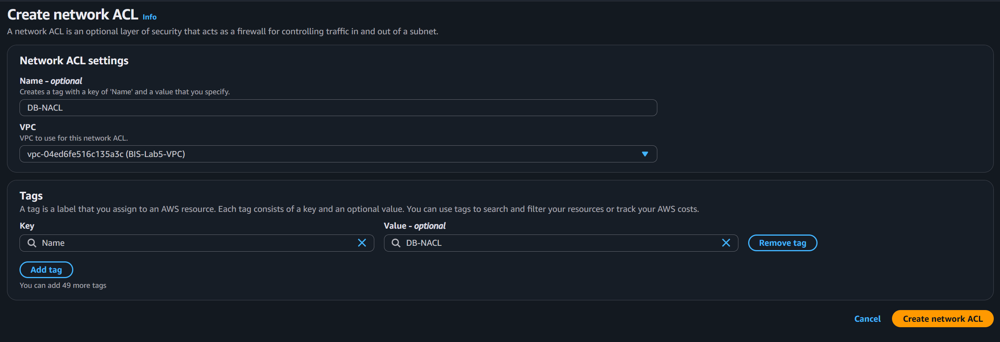 Create network ACL Info
A network ACL is an optional layer of security that acts as a firewall for controlling traffic in and out of a subnet.
Network ACL settings
Name - optional
Creates a tag with a key of 'Name' and a value that you specify.
DB-NACL
VPC
VPC to use for this network ACL.
vpc-04ed6fe516c135a3c (BIS-Lab5-VPC)
Tags
A tag is a label that you assign to an AWS resource. Each tag consists of a key and an optional value. You can use tags to search and filter your resources or track your AWS costs.
Key
Value - optional
Name
DB-NACL
Remove tag
Add tag
You can add 49 more tags
Cancel
Create network ACL